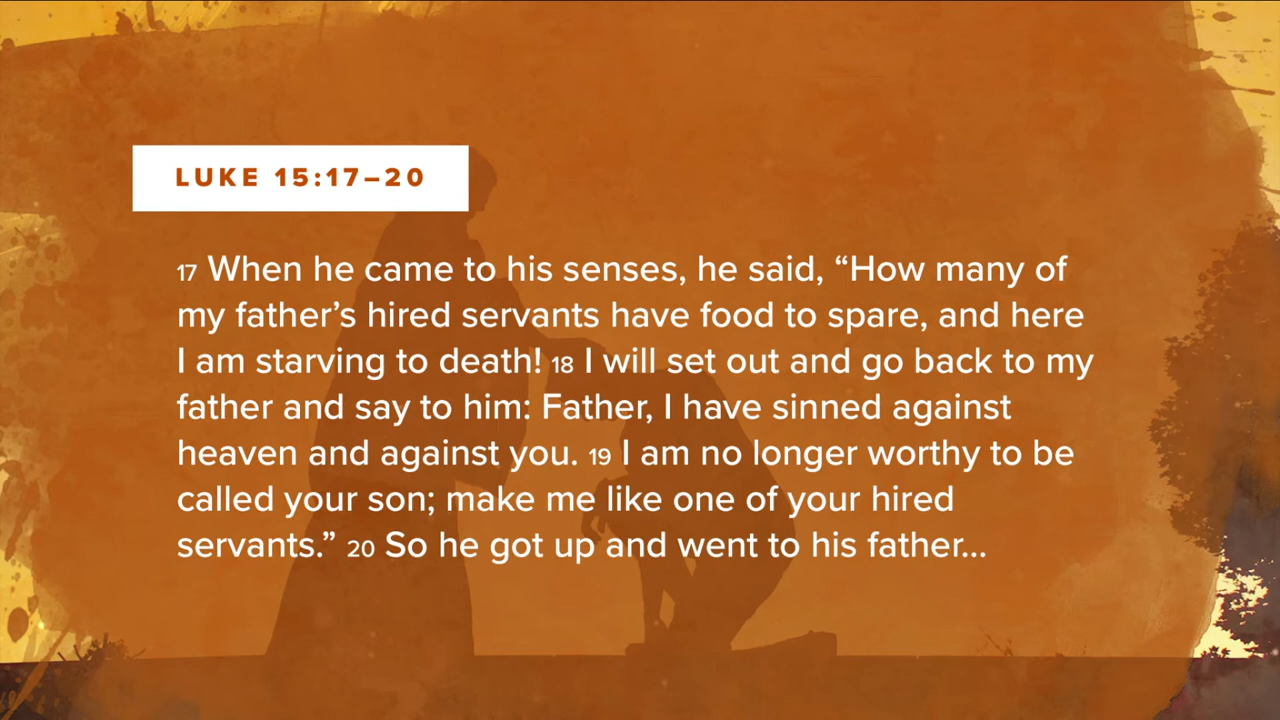 LUKE 15:17–20
17 When he came to his senses, he said, “How many of
my father’s hired servants have food to spare, and here
I am starving to death! 18 I will set out and go back to my
father and say to him: Father, I have sinned against
heaven and against you. 19 I am no longer worthy to be
called your son; make me like one of your hired
servants.” 20 So he got up and went to his father...